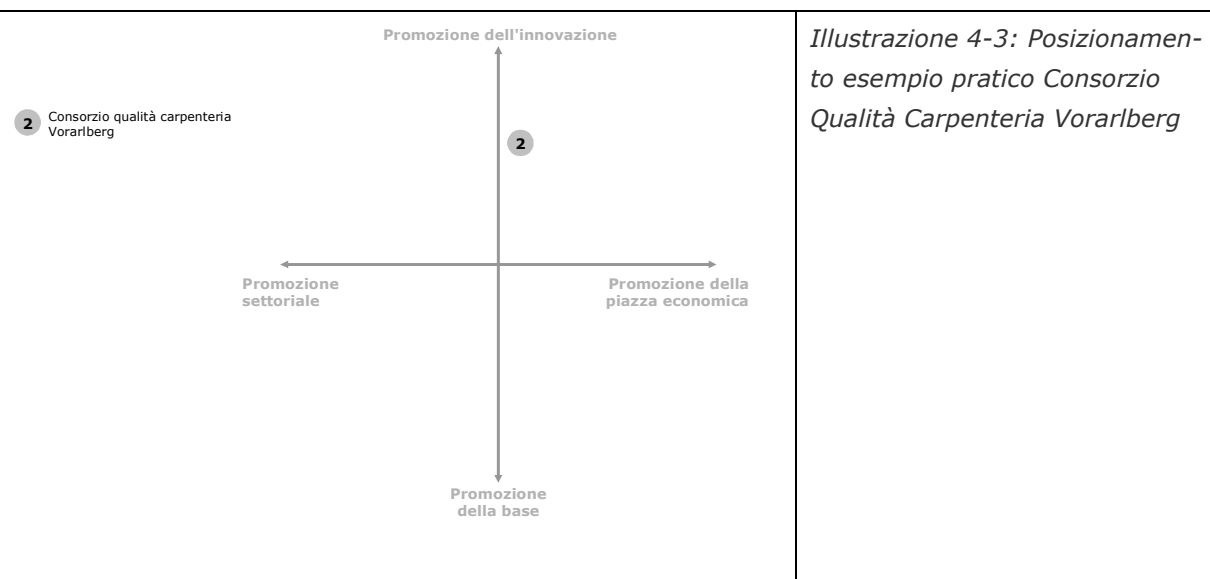 Promozione dell'innovazione
2 Consorzio qualità carpenteria
Vorarlberg
2
Promozione
settoriale
Promozione della
piazza economica
Promozione
della base
Illustrazione 4-3: Posizionamen-
to esempio pratico Consorzio
Qualità Carpenteria Vorarlberg